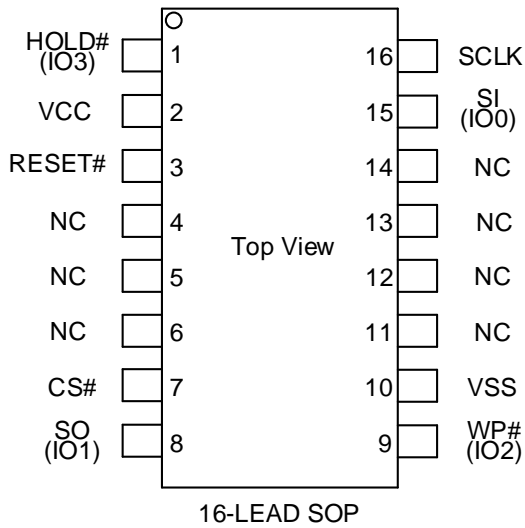 HOLD#
(IO3)
1
16
SCLK
VCC
2
15
SI
(IO0)
RESET#
3
14
NC
NC
4
13
NC
Top View
NC
5
12
NC
NC
6
11
NC
CS#
7
10
VSS
SO
(IO1)
8
9
WP#
(IO2)
16-LEAD SOP